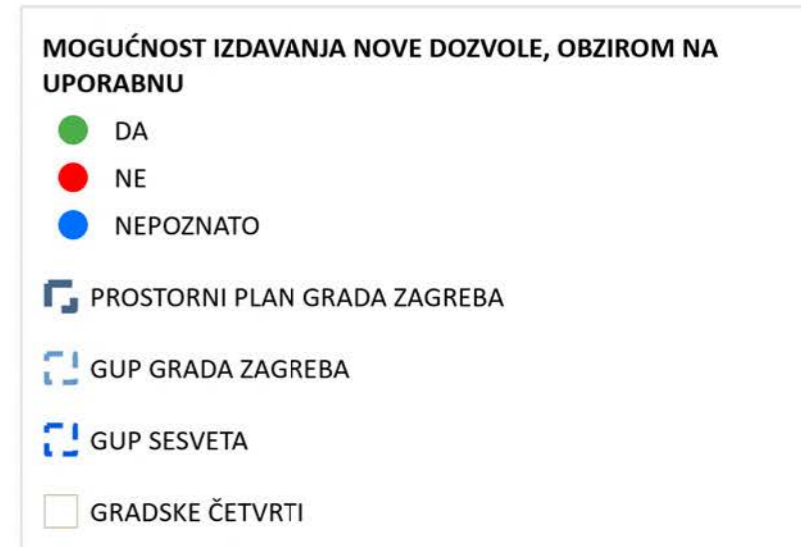 MOGUĆNOST IZDAVANJA NOVE DOZVOLE, OBZIROM NA
UPORABNU
DA
NE
NEPOZNATO
PROSTORNI PLAN GRADA ZAGREBA
GUP GRADA ZAGREBA
GUP SESVETA
GRADSKE ČETVRTI